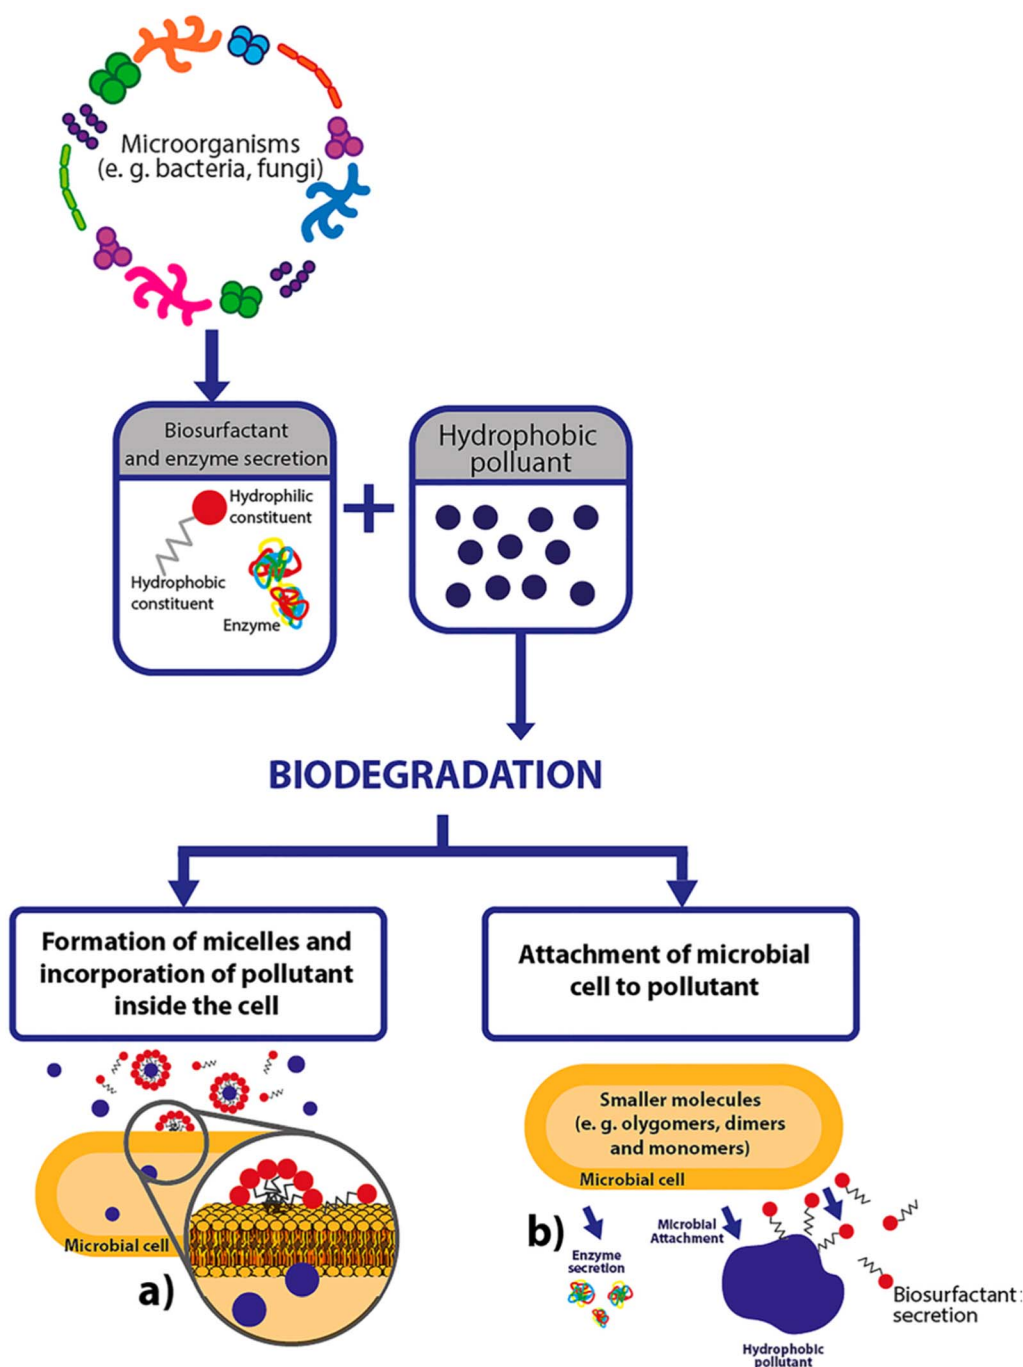 Microorganisms
(e. g. bacteria, fungi)
Biosurfactant
and enzyme secretion
Hydrophilic
constituent
Hydrophobic
constituent
Enzyme
Hydrophobic
polluant
BIODEGRADATION
Formation of micelles and
incorporation of pollutant
inside the cell
Attachment of microbial
cell to pollutant
Microbial cell
a)
Smaller molecules
(e. g. olygomers, dimers
and monomers)
Microbial cell
b)
Enzyme
secretion
Microbial
Attachment
Biosurfactant:
secretion
Hydrophobic
pollutant